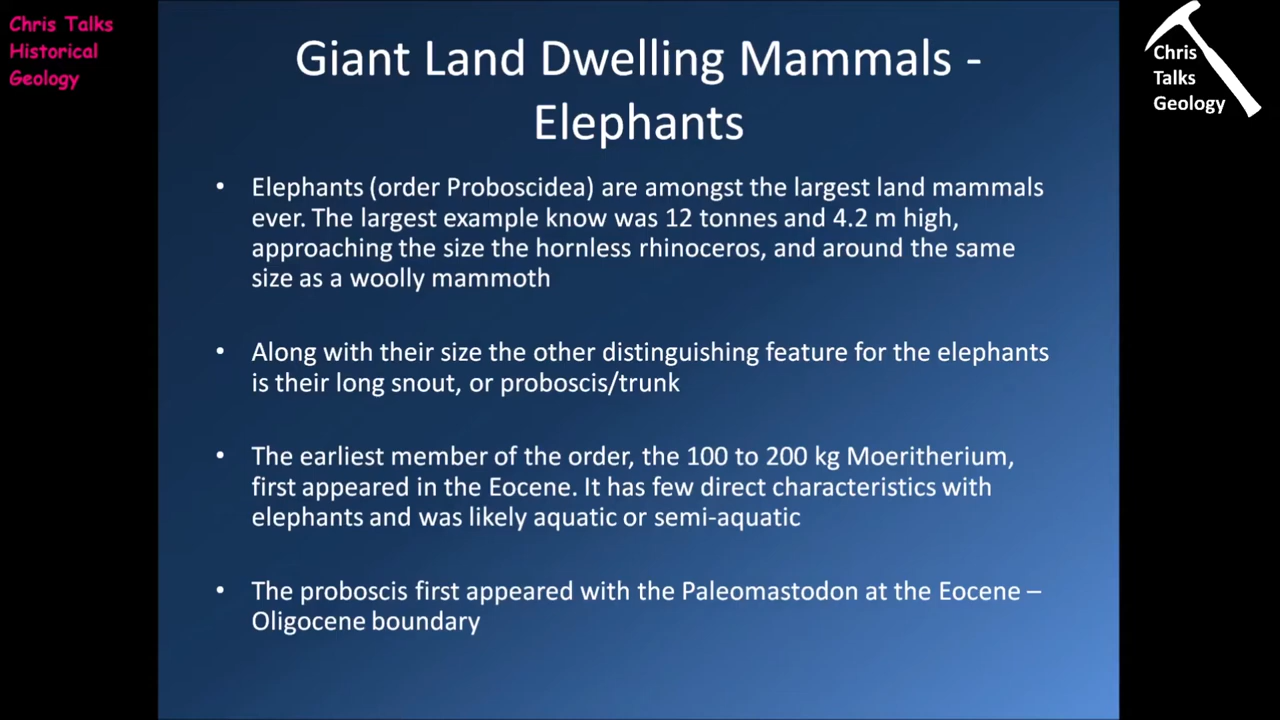 Chris Talks
Historical
Geology
Chris
Talks
Geology
Giant Land Dwelling Mammals -
Elephants
• Elephants (order Proboscidea) are amongst the largest land mammals
ever. The largest example know was 12 tonnes and 4.2 m high,
approaching the size the hornless rhinoceros, and around the same
size as a woolly mammoth
• Along with their size the other distinguishing feature for the elephants
is their long snout, or proboscis/trunk
• The earliest member of the order, the 100 to 200 kg Moeritherium,
first appeared in the Eocene. It has few direct characteristics with
elephants and was likely aquatic or semi-aquatic
• The proboscis first appeared with the Paleomastodon at the Eocene –
Oligocene boundary